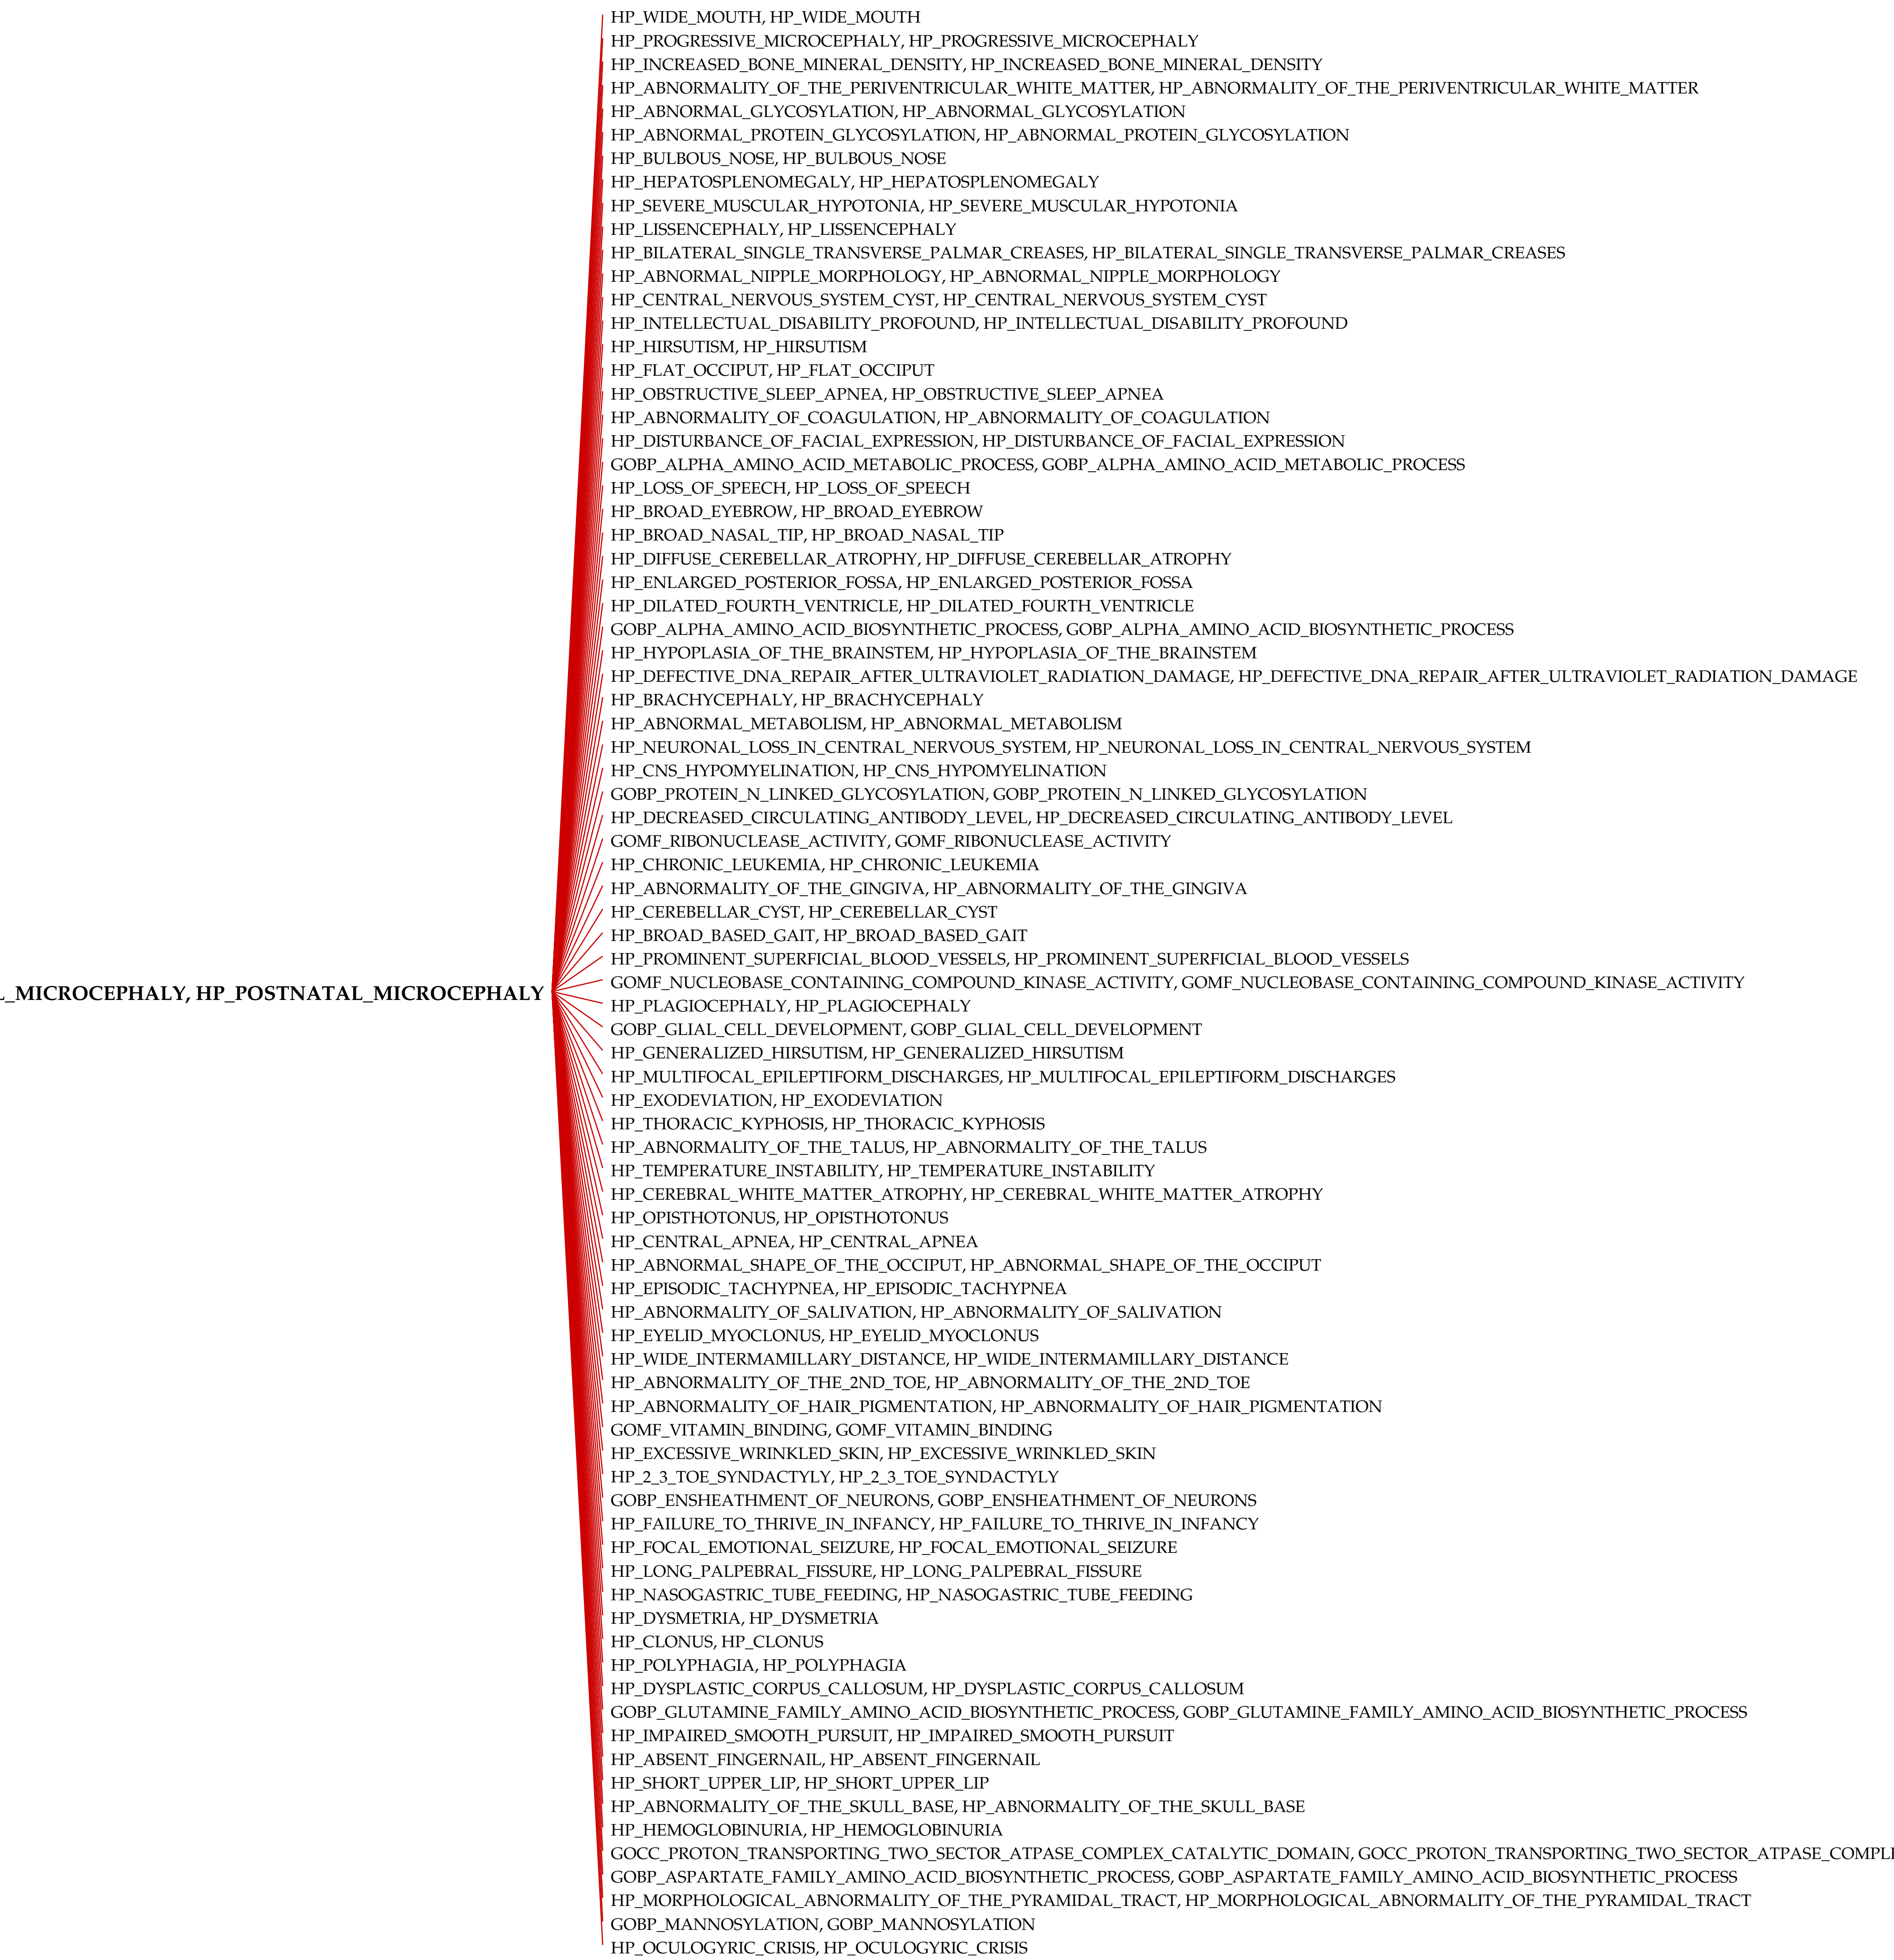 HP_WIDE_MOUTH, HP_WIDE_MOUTH
HP_PROGRESSIVE_MICROCEPHALY, HP_PROGRESSIVE_MICROCEPHALY
HP_INCREASED_BONE_MINERAL_DENSITY, HP_INCREASED_BONE_MINERAL_DENSITY
HP_ABNORMALITY_OF_THE_PERIVENTRICULAR_WHITE_MATTER, HP_ABNORMALITY_OF_THE_PERIVENTRICULAR_WHITE_MATTER
HP_ABNORMAL_GLYCOSYLATION, HP_ABNORMAL_GLYCOSYLATION
HP_ABNORMAL_PROTEIN_GLYCOSYLATION, HP_ABNORMAL_PROTEIN_GLYCOSYLATION
HP_BULBOUS_NOSE, HP_BULBOUS_NOSE
HP_HEPATOSPLENOMEGALY, HP_HEPATOSPLENOMEGALY
HP_SEVERE_MUSCULAR_HYPOTONIA, HP_SEVERE_MUSCULAR_HYPOTONIA
HP_LISSENCEPHALY, HP_LISSENCEPHALY
HP_BILATERAL_SINGLE_TRANSVERSE_PALMAR_CREASES, HP_BILATERAL_SINGLE_TRANSVERSE_PALMAR_CREASES
HP_ABNORMAL_NIPPLE_MORPHOLOGY, HP_ABNORMAL_NIPPLE_MORPHOLOGY
HP_CENTRAL_NERVOUS_SYSTEM_CYST, HP_CENTRAL_NERVOUS_SYSTEM_CYST
HP_INTELLECTUAL_DISABILITY_PROFOUND, HP_INTELLECTUAL_DISABILITY_PROFOUND
HP_HIRSUTISM, HP_HIRSUTISM
HP_FLAT_OCCIPUT, HP_FLAT_OCCIPUT
HP_OBSTRUCTIVE_SLEEP_APNEA, HP_OBSTRUCTIVE_SLEEP_APNEA
HP_ABNORMALITY_OF_COAGULATION, HP_ABNORMALITY_OF_COAGULATION
HP_DISTURBANCE_OF_FACIAL_EXPRESSION, HP_DISTURBANCE_OF_FACIAL_EXPRESSION
GOBP_ALPHA_AMINO_ACID_METABOLIC_PROCESS, GOBP_ALPHA_AMINO_ACID_METABOLIC_PROCESS
HP_LOSS_OF_SPEECH, HP_LOSS_OF_SPEECH
HP_BROAD_EYEBROW, HP_BROAD_EYEBROW
HP_BROAD_NASAL_TIP, HP_BROAD_NASAL_TIP
HP_DIFFUSE_CEREBELLAR_ATROPHY, HP_DIFFUSE_CEREBELLAR_ATROPHY
HP_ENLARGED_POSTERIOR_FOSSA, HP_ENLARGED_POSTERIOR_FOSSA
HP_DILATED_FOURTH_VENTRICLE, HP_DILATED_FOURTH_VENTRICLE
GOBP_ALPHA_AMINO_ACID_BIOSYNTHETIC_PROCESS, GOBP_ALPHA_AMINO_ACID_BIOSYNTHETIC_PROCESS
HP_HYPOPLASIA_OF_THE_BRAINSTEM, HP_HYPOPLASIA_OF_THE_BRAINSTEM
HP_DEFECTIVE_DNA_REPAIR_AFTER_ULTRAVIOLET_RADIATION_DAMAGE, HP_DEFECTIVE_DNA_REPAIR_AFTER_ULTRAVIOLET_RADIATION_DAMAGE
HP_BRACHYCEPHALY, HP_BRACHYCEPHALY
HP_ABNORMAL_METABOLISM, HP_ABNORMAL_METABOLISM
HP_NEURONAL_LOSS_IN_CENTRAL_NERVOUS_SYSTEM, HP_NEURONAL_LOSS_IN_CENTRAL_NERVOUS_SYSTEM
HP_CNS_HYPOMYELINATION, HP_CNS_HYPOMYELINATION
GOBP_PROTEIN_N_LINKED_GLYCOSYLATION, GOBP_PROTEIN_N_LINKED_GLYCOSYLATION
HP_DECREASED_CIRCULATING_ANTIBODY_LEVEL, HP_DECREASED_CIRCULATING_ANTIBODY_LEVEL
GOMF_RIBONUCLEASE_ACTIVITY, GOMF_RIBONUCLEASE_ACTIVITY
HP_CHRONIC_LEUKEMIA, HP_CHRONIC_LEUKEMIA
HP_ABNORMALITY_OF_THE_GINGIVA, HP_ABNORMALITY_OF_THE_GINGIVA
HP_CEREBELLAR_CYST, HP_CEREBELLAR_CYST
HP_BROAD_BASED_GAIT, HP_BROAD_BASED_GAIT
HP_PROMINENT_SUPERFICIAL_BLOOD_VESSELS, HP_PROMINENT_SUPERFICIAL_BLOOD_VESSELS
GOMF_NUCLEOBASE_CONTAINING_COMPOUND_KINASE_ACTIVITY, GOMF_NUCLEOBASE_CONTAINING_COMPOUND_KINASE_ACTIVITY
L_MICROCEPHALY, HP_POSTNATAL_MICROCEPHALY
HP_PLAGIOCEPHALY, HP_PLAGIOCEPHALY
GOBP_GLIAL_CELL_DEVELOPMENT, GOBP_GLIAL_CELL_DEVELOPMENT
HP_GENERALIZED_HIRSUTISM, HP_GENERALIZED_HIRSUTISM
HP_MULTIFOCAL_EPILEPTIFORM_DISCHARGES, HP_MULTIFOCAL_EPILEPTIFORM_DISCHARGES
HP_EXODEVIATION, HP_EXODEVIATION
HP_THORACIC_KYPHOSIS, HP_THORACIC_KYPHOSIS
HP_ABNORMALITY_OF_THE_TALUS, HP_ABNORMALITY_OF_THE_TALUS
HP_TEMPERATURE_INSTABILITY, HP_TEMPERATURE_INSTABILITY
HP_CEREBRAL_WHITE_MATTER_ATROPHY, HP_CEREBRAL_WHITE_MATTER_ATROPHY
HP_OPISTHOTONUS, HP_OPISTHOTONUS
HP_CENTRAL_APNEA, HP_CENTRAL_APNEA
HP_ABNORMAL_SHAPE_OF_THE_OCCIPUT, HP_ABNORMAL_SHAPE_OF_THE_OCCIPUT
HP_EPISODIC_TACHYPNEA, HP_EPISODIC_TACHYPNEA
HP_ABNORMALITY_OF_SALIVATION, HP_ABNORMALITY_OF_SALIVATION
HP_EYELID_MYOCLONUS, HP_EYELID_MYOCLONUS
HP_WIDE_INTERMAMILLARY_DISTANCE, HP_WIDE_INTERMAMILLARY_DISTANCE
HP_ABNORMALITY_OF_THE_2ND_TOE, HP_ABNORMALITY_OF_THE_2ND_TOE
HP_ABNORMALITY_OF_HAIR_PIGMENTATION, HP_ABNORMALITY_OF_HAIR_PIGMENTATION
GOMF_VITAMIN_BINDING, GOMF_VITAMIN_BINDING
HP_EXCESSIVE_WRINKLED_SKIN, HP_EXCESSIVE_WRINKLED_SKIN
HP_2_3_TOE_SYNDACTYLY, HP_2_3_TOE_SYNDACTYLY
GOBP_ENSHEATHMENT_OF_NEURONS, GOBP_ENSHEATHMENT_OF_NEURONS
HP_FAILURE_TO_THRIVE_IN_INFANCY, HP_FAILURE_TO_THRIVE_IN_INFANCY
HP_FOCAL_EMOTIONAL_SEIZURE, HP_FOCAL_EMOTIONAL_SEIZURE
HP_LONG_PALPEBRAL_FISSURE, HP_LONG_PALPEBRAL_FISSURE
HP_NASOGASTRIC_TUBE_FEEDING, HP_NASOGASTRIC_TUBE_FEEDING
HP_DYSMETRIA, HP_DYSMETRIA
HP_CLONUS, HP_CLONUS
HP_POLYPHAGIA, HP_POLYPHAGIA
HP_DYSPLASTIC_CORPUS_CALLOSUM, HP_DYSPLASTIC_CORPUS_CALLOSUM
GOBP_GLUTAMINE_FAMILY_AMINO_ACID_BIOSYNTHETIC_PROCESS, GOBP_GLUTAMINE_FAMILY_AMINO_ACID_BIOSYNTHETIC_PROCESS
HP_IMPAIRED_SMOOTH_PURSUIT, HP_IMPAIRED_SMOOTH_PURSUIT
HP_ABSENT_FINGERNAIL, HP_ABSENT_FINGERNAIL
HP_SHORT_UPPER_LIP, HP_SHORT_UPPER_LIP
HP_ABNORMALITY_OF_THE_SKULL_BASE, HP_ABNORMALITY_OF_THE_SKULL_BASE
HP_HEMOGLOBINURIA, HP_HEMOGLOBINURIA
GOCC_PROTON_TRANSPORTING_TWO_SECTOR_ATPASE_COMPLEX_CATALYTIC_DOMAIN, GOCC_PROTON_TRANSPORTING_TWO_SECTOR_ATPASE_COMPLE
GOBP_ASPARTATE_FAMILY_AMINO_ACID_BIOSYNTHETIC_PROCESS, GOBP_ASPARTATE_FAMILY_AMINO_ACID_BIOSYNTHETIC_PROCESS
HP_MORPHOLOGICAL_ABNORMALITY_OF_THE_PYRAMIDAL_TRACT, HP_MORPHOLOGICAL_ABNORMALITY_OF_THE_PYRAMIDAL_TRACT
GOBP_MANNOSYLATION, GOBP_MANNOSYLATION
HP_OCULOGYRIC_CRISIS, HP_OCULOGYRIC_CRISIS